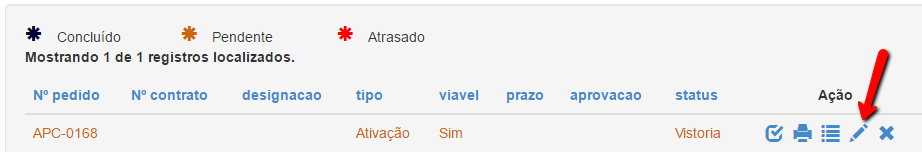 Concluído Pendente Atrasado
Mostrando 1 de 1 registros localizados.
Nº pedido Nº contrato designacao tipo viavel prazo aprovacao status Ação
APC-0168 Ativação Sim Vistoria